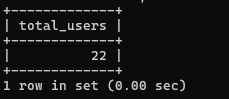 +-------------+
| total_users |
+-------------+
|          22 |
+-------------+
1 row in set (0.00 sec)